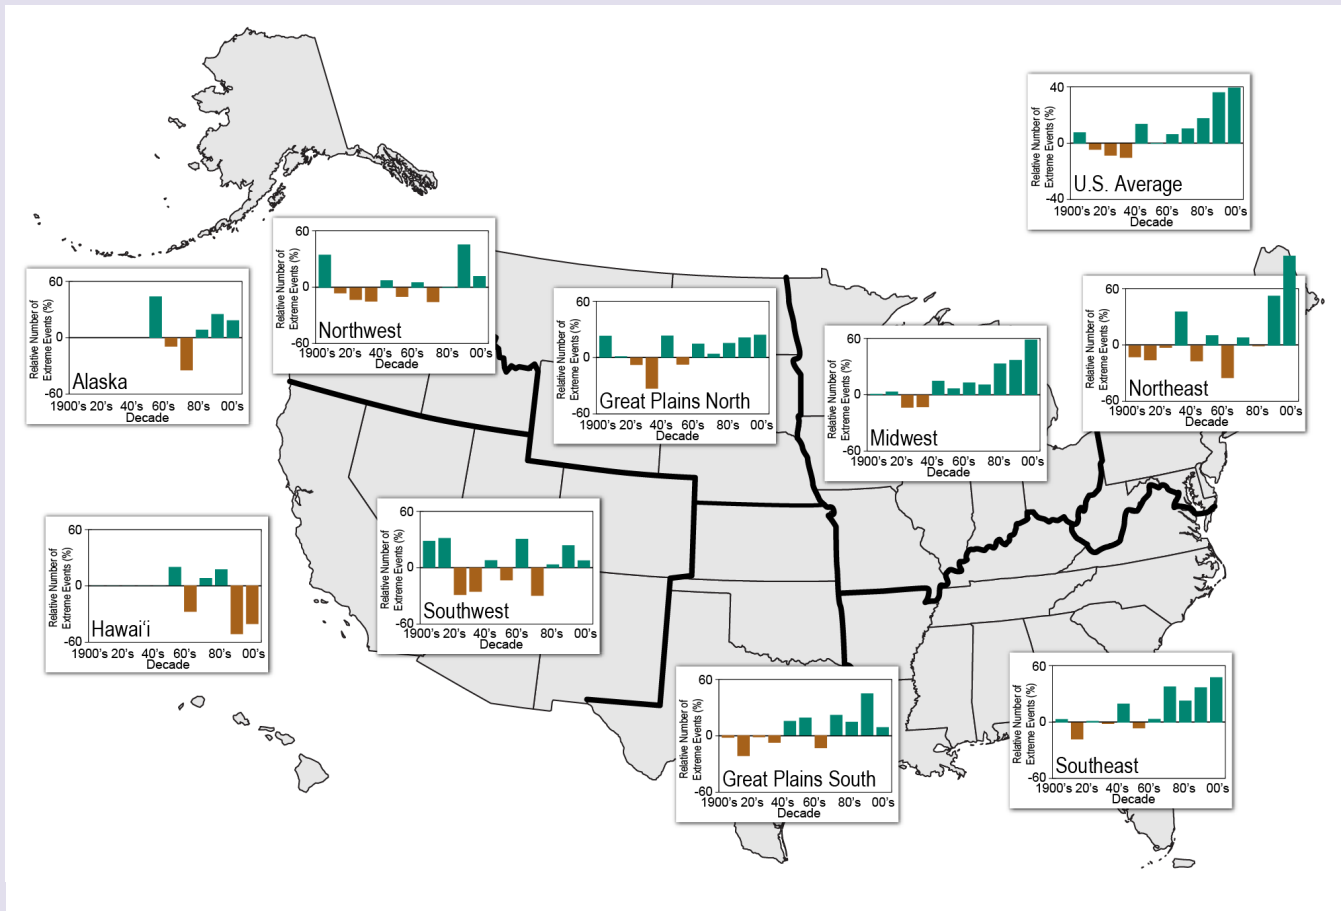 40
0
-40
Relative Number of
Extreme Events (%)
U.S. Average
1900's 20's 40's 60's 80's 00's
Decade
60
0
-60
Relative Number of
Extreme Events (%)
Northwest
1900's 20's 40's 60's 80's 00's
Decade
60
0
-60
Relative Number of
Extreme Events (%)
Alaska
1900's 20's 40's 60's 80's 00's
Decade
60
0
-60
Relative Number of
Extreme Events (%)
Great Plains North
1900's 20's 40's 60's 80's 00's
Decade
60
0
-60
Relative Number of
Extreme Events (%)
Midwest
1900's 20's 40's 60's 80's 00's
Decade
60
0
-60
Relative Number of
Extreme Events (%)
Northeast
1900's 20's 40's 60's 80's 00's
Decade
60
0
-60
Relative Number of
Extreme Events (%)
Hawai‘i
1900's 20's 40's 60's 80's 00's
Decade
60
0
-60
Relative Number of
Extreme Events (%)
Southwest
1900's 20's 40's 60's 80's 00's
Decade
60
0
-60
Relative Number of
Extreme Events (%)
Great Plains South
1900's 20's 40's 60's 80's 00's
Decade
60
0
-60
Relative Number of
Extreme Events (%)
Southeast
1900's 20's 40's 60's 80's 00's
Decade